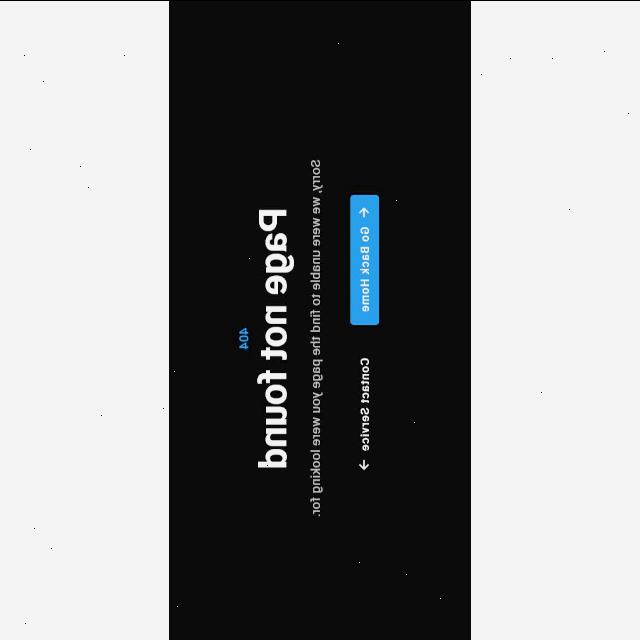 404
Page not found
Sorry, we were unable to find the page you were looking for.
← Go Back Home
Contact Service →